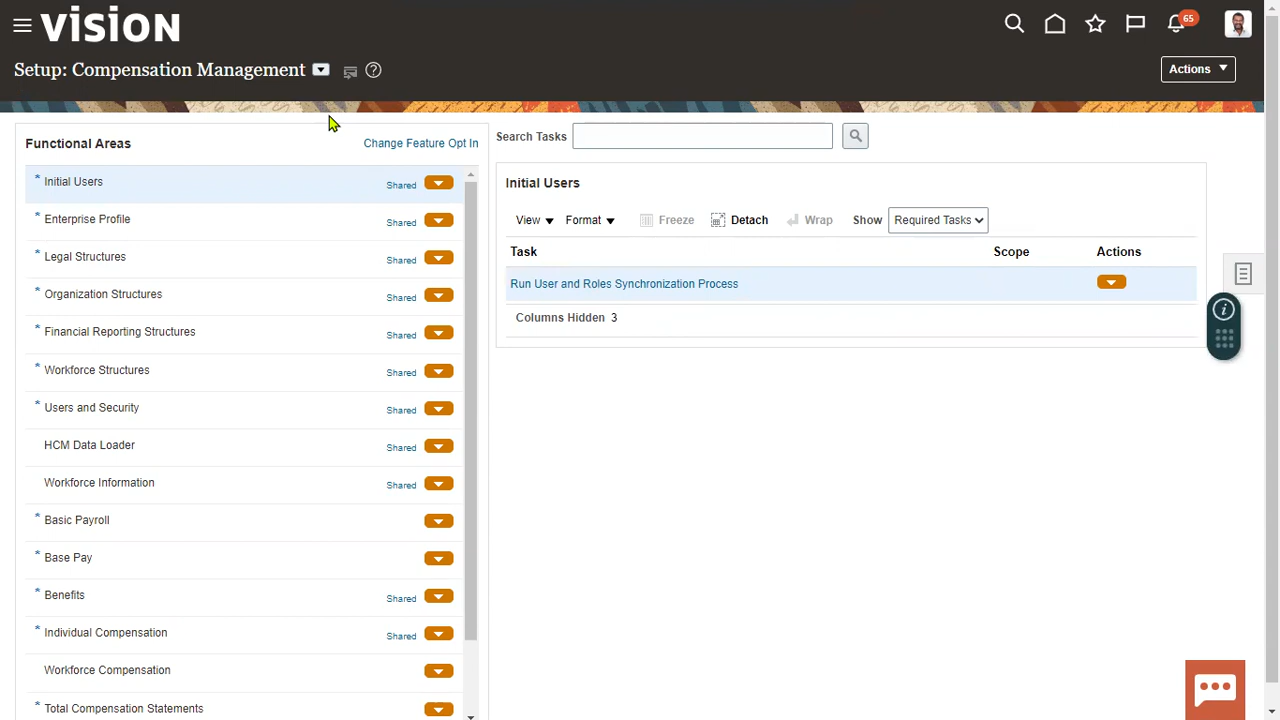 vision
65
Setup: Compensation Management
Actions
Functional Areas
Change Feature Opt In
* Initial Users Shared
* Enterprise Profile Shared
* Legal Structures Shared
* Organization Structures Shared
* Financial Reporting Structures Shared
* Workforce Structures Shared
* Users and Security Shared
HCM Data Loader Shared
Workforce Information Shared
* Basic Payroll
* Base Pay
* Benefits Shared
* Individual Compensation Shared
Workforce Compensation
* Total Compensation Statements
Search Tasks
Initial Users
View Format Freeze Detach Wrap Show Required Tasks
Task Scope Actions
Run User and Roles Synchronization Process
Columns Hidden 3